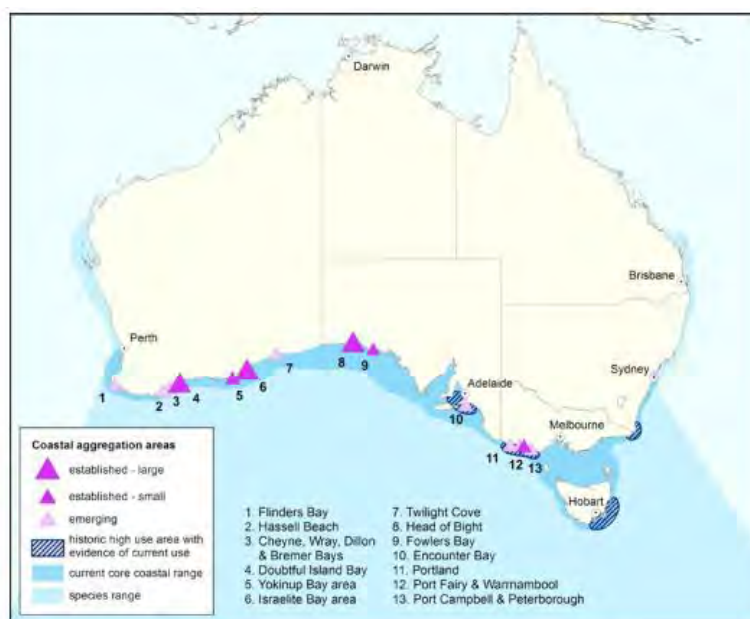 Darwin
Brisbane
Perth
Sydney
Adelaide
Melbourne
Hobart
1
2
3
4
5
6
7
8
9
10
11
12
13
Coastal aggregation areas
established - large
established - small
emerging
historic high use area with
evidence of current use
current core coastal range
species range
1 Flinders Bay
2 Hassell Beach
3 Cheyne, Wray, Dillon
& Bremer Bays
4. Doubtful Island Bay
5 Yokinup Bay area
6 Israelite Bay area
7. Twilight Cove
8. Head of Bight
9. Fowlers Bay
10. Encounter Bay
11. Portland
12. Port Fairy & Warrnambool
13. Port Campbell & Peterborough